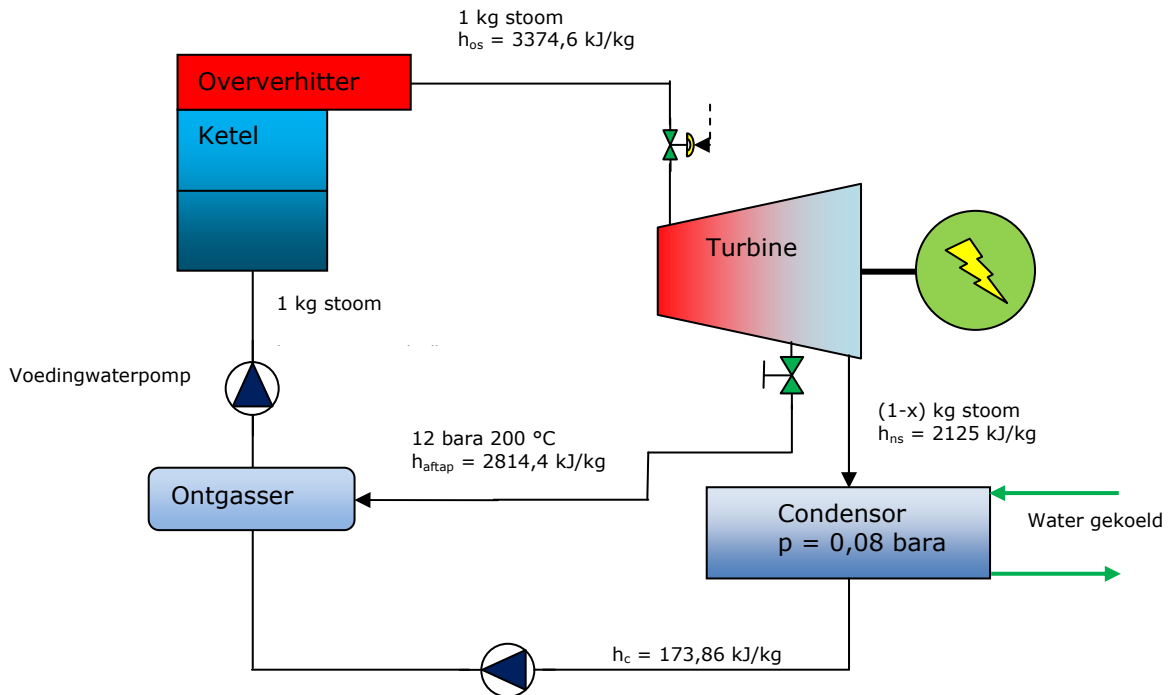 1 kg stoom
hos = 3374,6 kJ/kg
Oververhitter
Ketel
Turbine
1 kg stoom
Voedingwaterpomp
12 bara 200 °C
haftap = 2814,4 kJ/kg
(1-x) kg stoom
hns = 2125 kJ/kg
Ontgasser
Condensor
p = 0,08 bara
Water gekoeld
hc = 173,86 kJ/kg